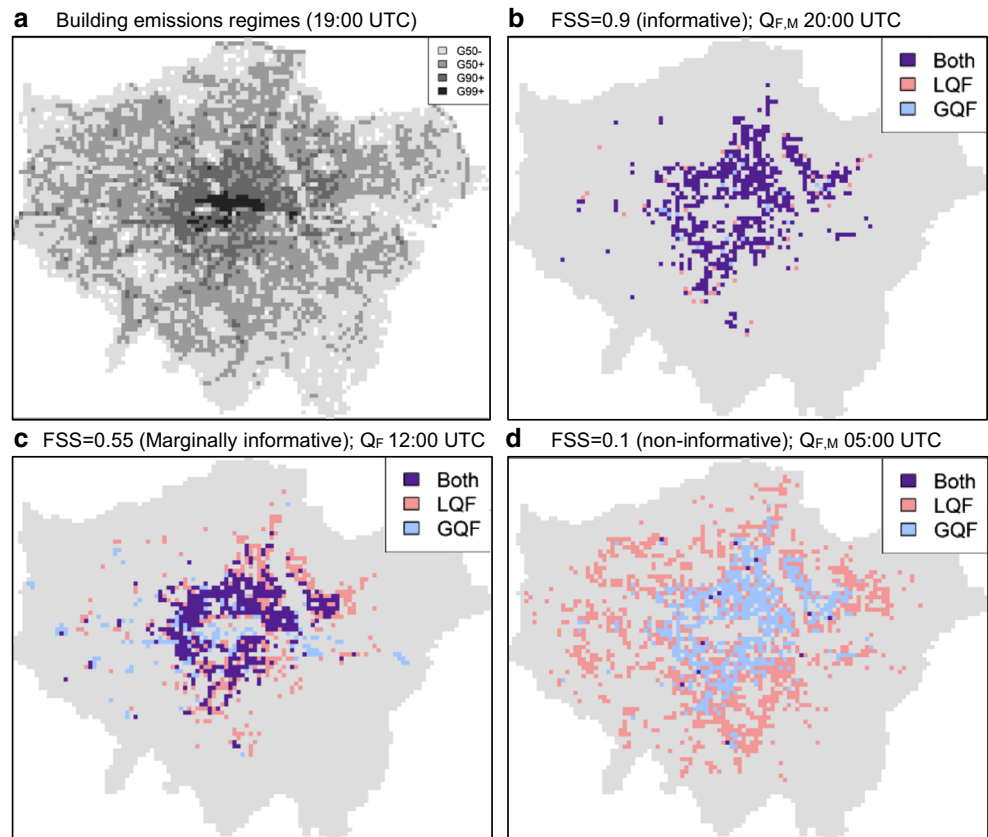 a Building emissions regimes (19:00 UTC)
G50-
G50+
G90+
G99+
b FSS=0.9 (informative); QF,M 20:00 UTC
Both
LQF
GQF
c FSS=0.55 (Marginally informative); QF 12:00 UTC
Both
LQF
GQF
d FSS=0.1 (non-informative); QF,M 05:00 UTC
Both
LQF
GQF